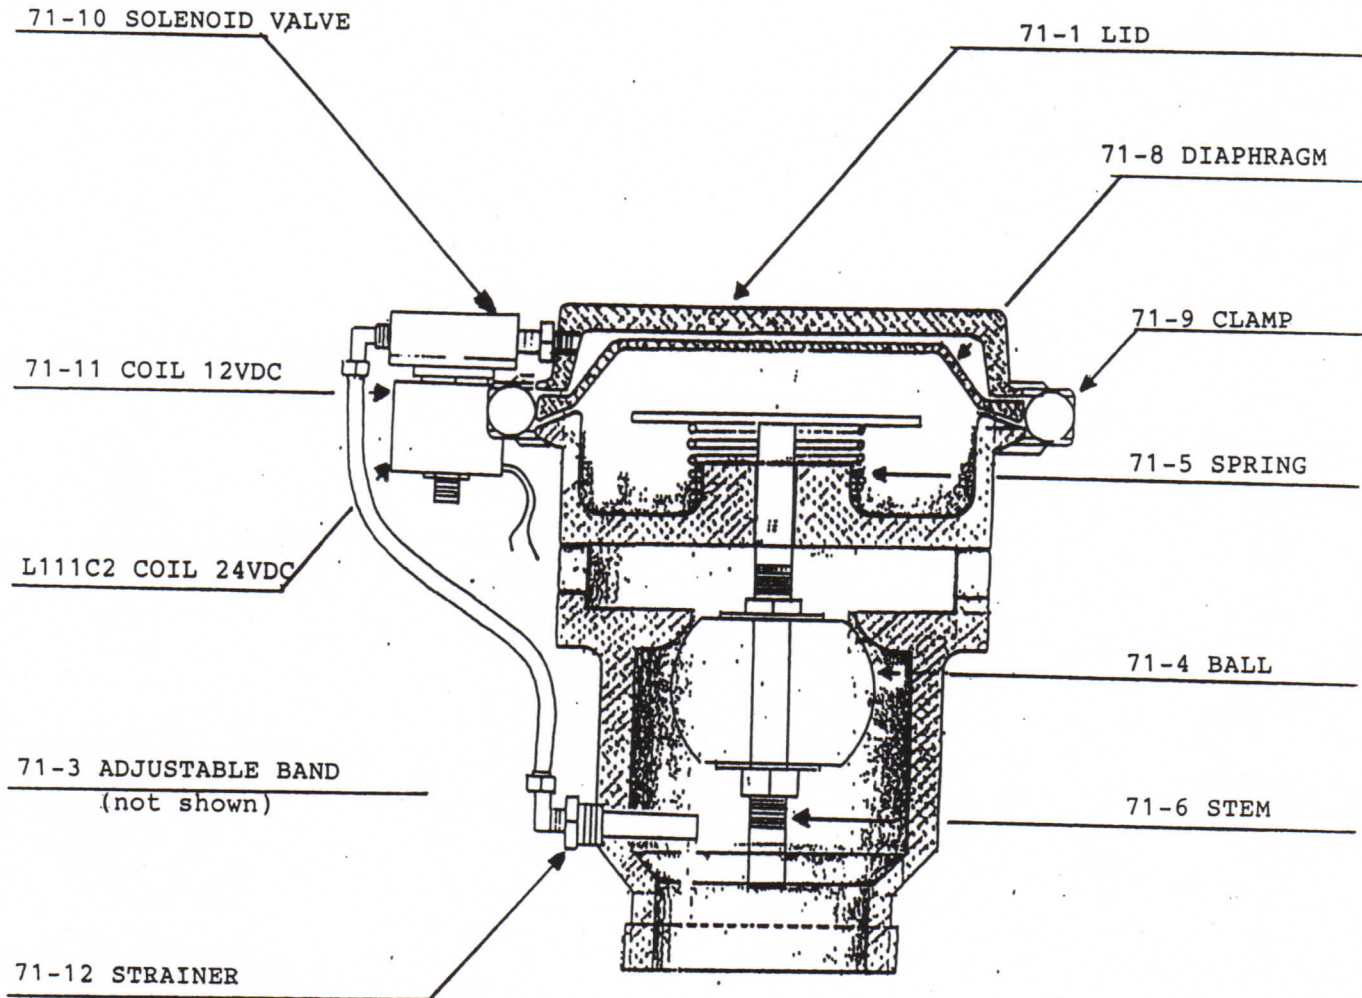 71-10 SOLENOID VALVE
71-1 LID
71-8 DIAPHRAGM
71-9 CLAMP
71-11 COIL 12VDC
71-5 SPRING
L111C2 COIL 24VDC
71-4 BALL
71-3 ADJUSTABLE BAND
(not shown)
71-6 STEM
71-12 STRAINER